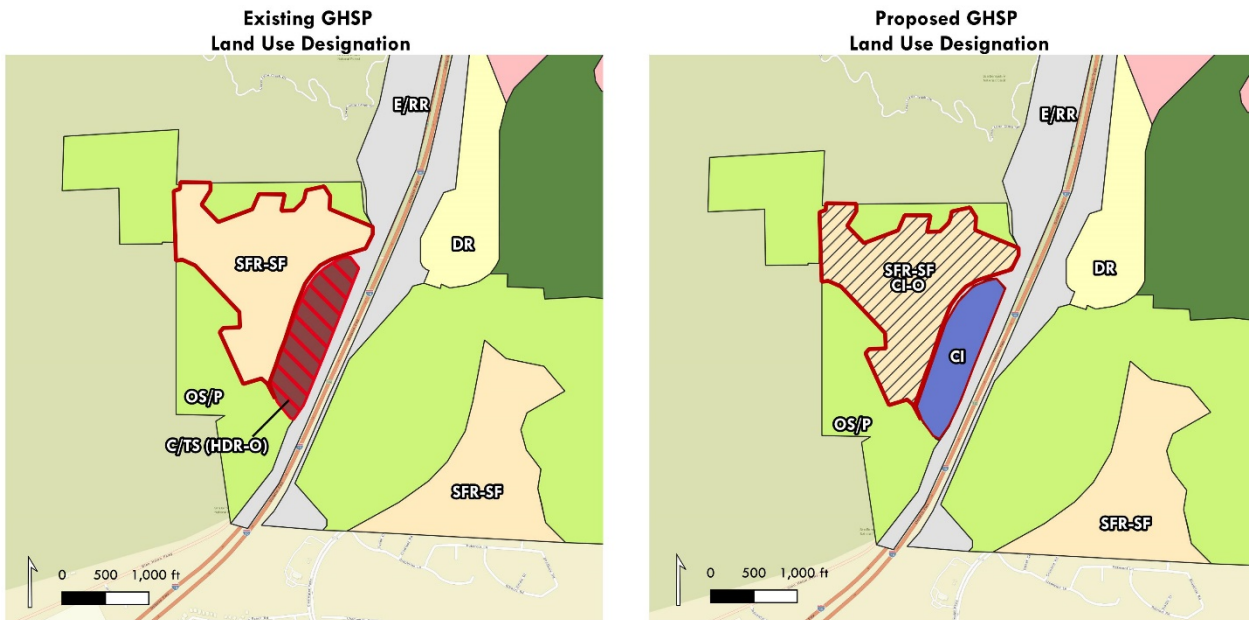 Existing GHSP
Land Use Designation
E/RR
DR
SFR-SF
OS/P
C/TS (HDR-O)
SFR-SF
0 500 1,000 ft
Proposed GHSP
Land Use Designation
E/RR
DR
SFR-SF
CI-O
CI
OS/P
SFR-SF
0 500 1,000 ft